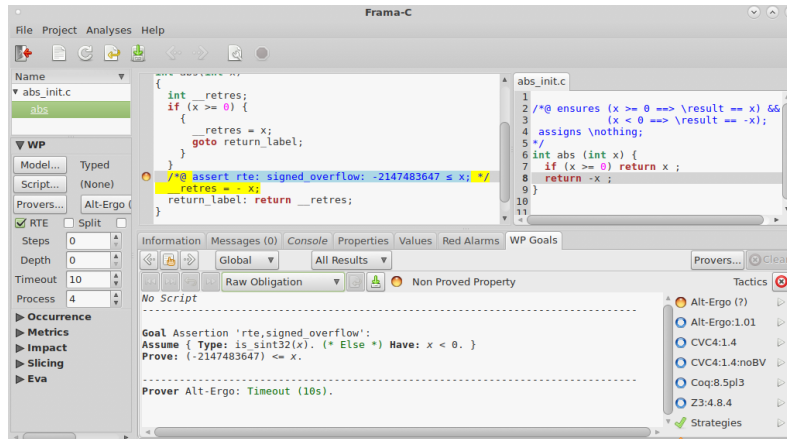 Frama-C
File Project Analyses Help
Name
abs_init.c
abs
WP
Model... Typed
Script... (None)
Provers... Alt-Ergo (
RTE Split
Steps 0
Depth 0
Timeout 10
Process 4
Occurrence
Metrics
Impact
Slicing
Eva
int abs(int x)
{
int __retres;
if (x >= 0) {
{
__retres = x;
goto return_label;
}
}
/*@ assert rte: signed_overflow: -2147483647 ≤ x; */
__retres = - x;
return_label: return __retres;
}
abs_init.c
1
2 /*@ ensures (x >= 0 ==> \result == x) &&
3 (x < 0 ==> \result == -x);
4 assigns \nothing;
5 */
6 int abs (int x) {
7 if (x >= 0) return x ;
8 return -x ;
9 }
10
11
Information Messages (0) Console Properties Values Red Alarms WP Goals
Global All Results Provers... Clear
Raw Obligation Non Proved Property Tactics
No Script
Goal Assertion 'rte,signed_overflow':
Assume { Type: is_sint32(x). (* Else *) Have: x < 0. }
Prove: (-2147483647) <= x.
Prover Alt-Ergo: Timeout (10s).
Alt-Ergo (?)
Alt-Ergo:1.01
CVC4:1.4
CVC4:1.4:noBV
Coq:8.5pl3
Z3:4.8.4
Strategies